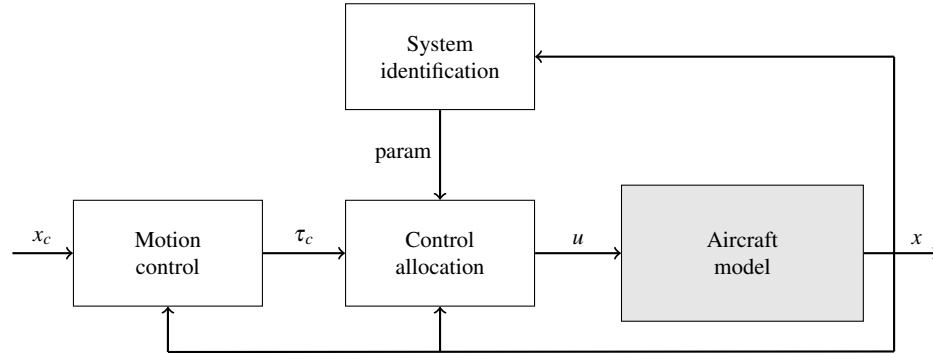 System
identification
param
x_c
Motion
control
τ_c
Control
allocation
u
Aircraft
model
x